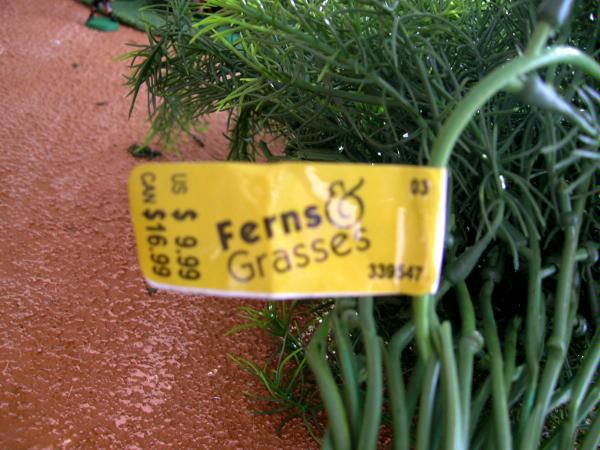 US $ 9.99
CAN $16.99
Ferns &
Grasses
03
339547